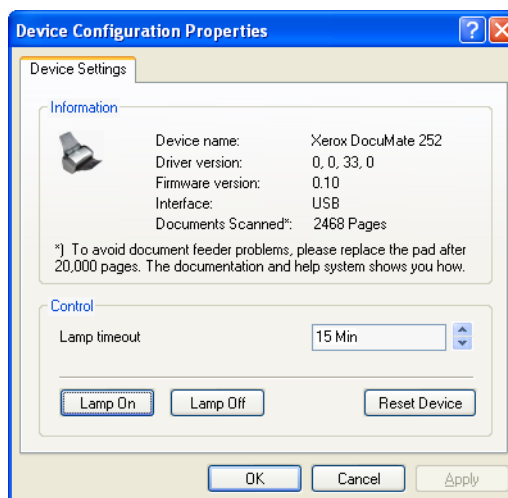 Device Configuration Properties
Device Settings
Information
Device name: Xerox DocuMate 252
Driver version: 0, 0, 33, 0
Firmware version: 0.10
Interface: USB
Documents Scanned*: 2468 Pages
*) To avoid document feeder problems, please replace the pad after
20,000 pages. The documentation and help system shows you how.
Control
Lamp timeout 15 Min
Lamp On Lamp Off Reset Device
OK Cancel Apply